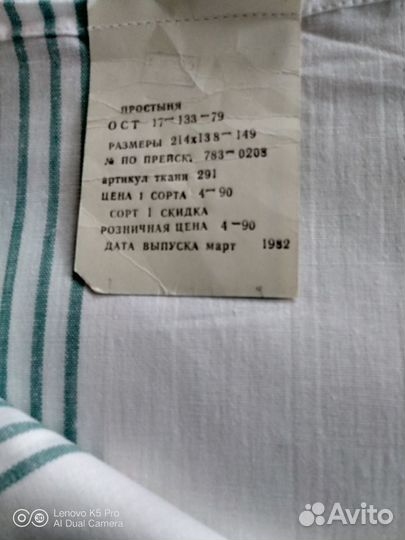 ПРОСТЫНЯ
ОСТ 17—133—79
РАЗМЕРЫ 214х138—149
№ ПО ПРЕЙСК. 783—0208
артикул ткани 291
ЦЕНА 1 СОРТА 4—90
СОРТ 1 СКИДКА
РОЗНИЧНАЯ ЦЕНА 4—90
ДАТА ВЫПУСКА март 1982
Lenovo K5 Pro
AI Dual Camera
Avito